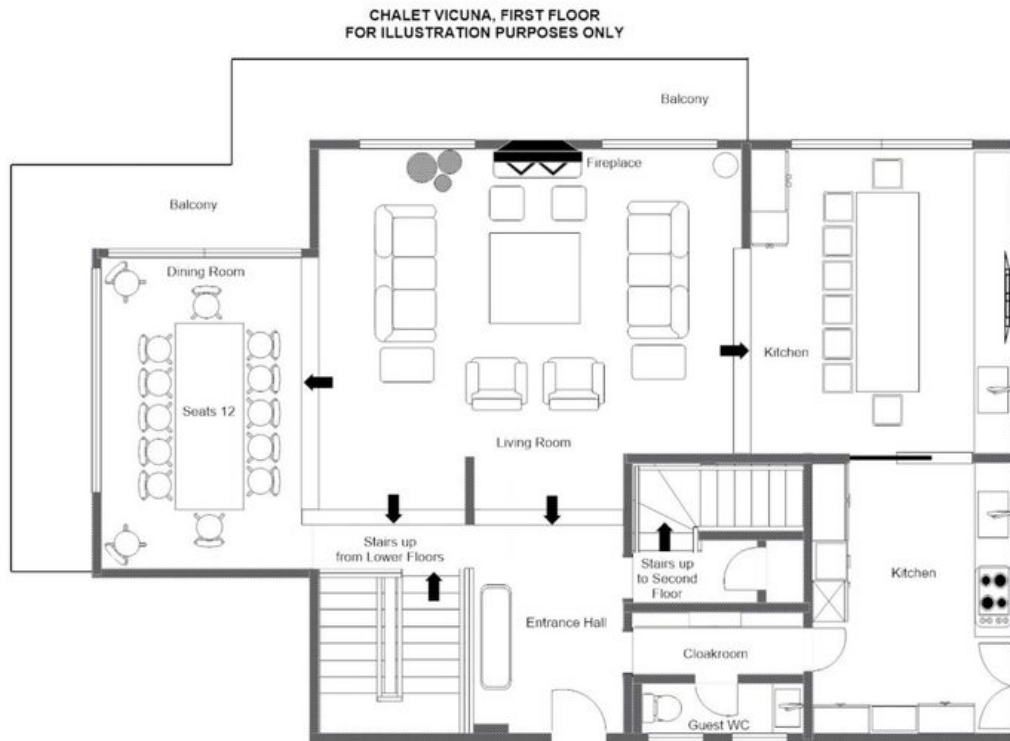 CHALET VICUNA, FIRST FLOOR
FOR ILLUSTRATION PURPOSES ONLY
Balcony
Fireplace
Balcony
Dining Room
Kitchen
Seats 12
Living Room
Stairs up
from Lower Floors
Stairs up
to Second
Floor
Kitchen
Entrance Hall
Cloakroom
Guest WC